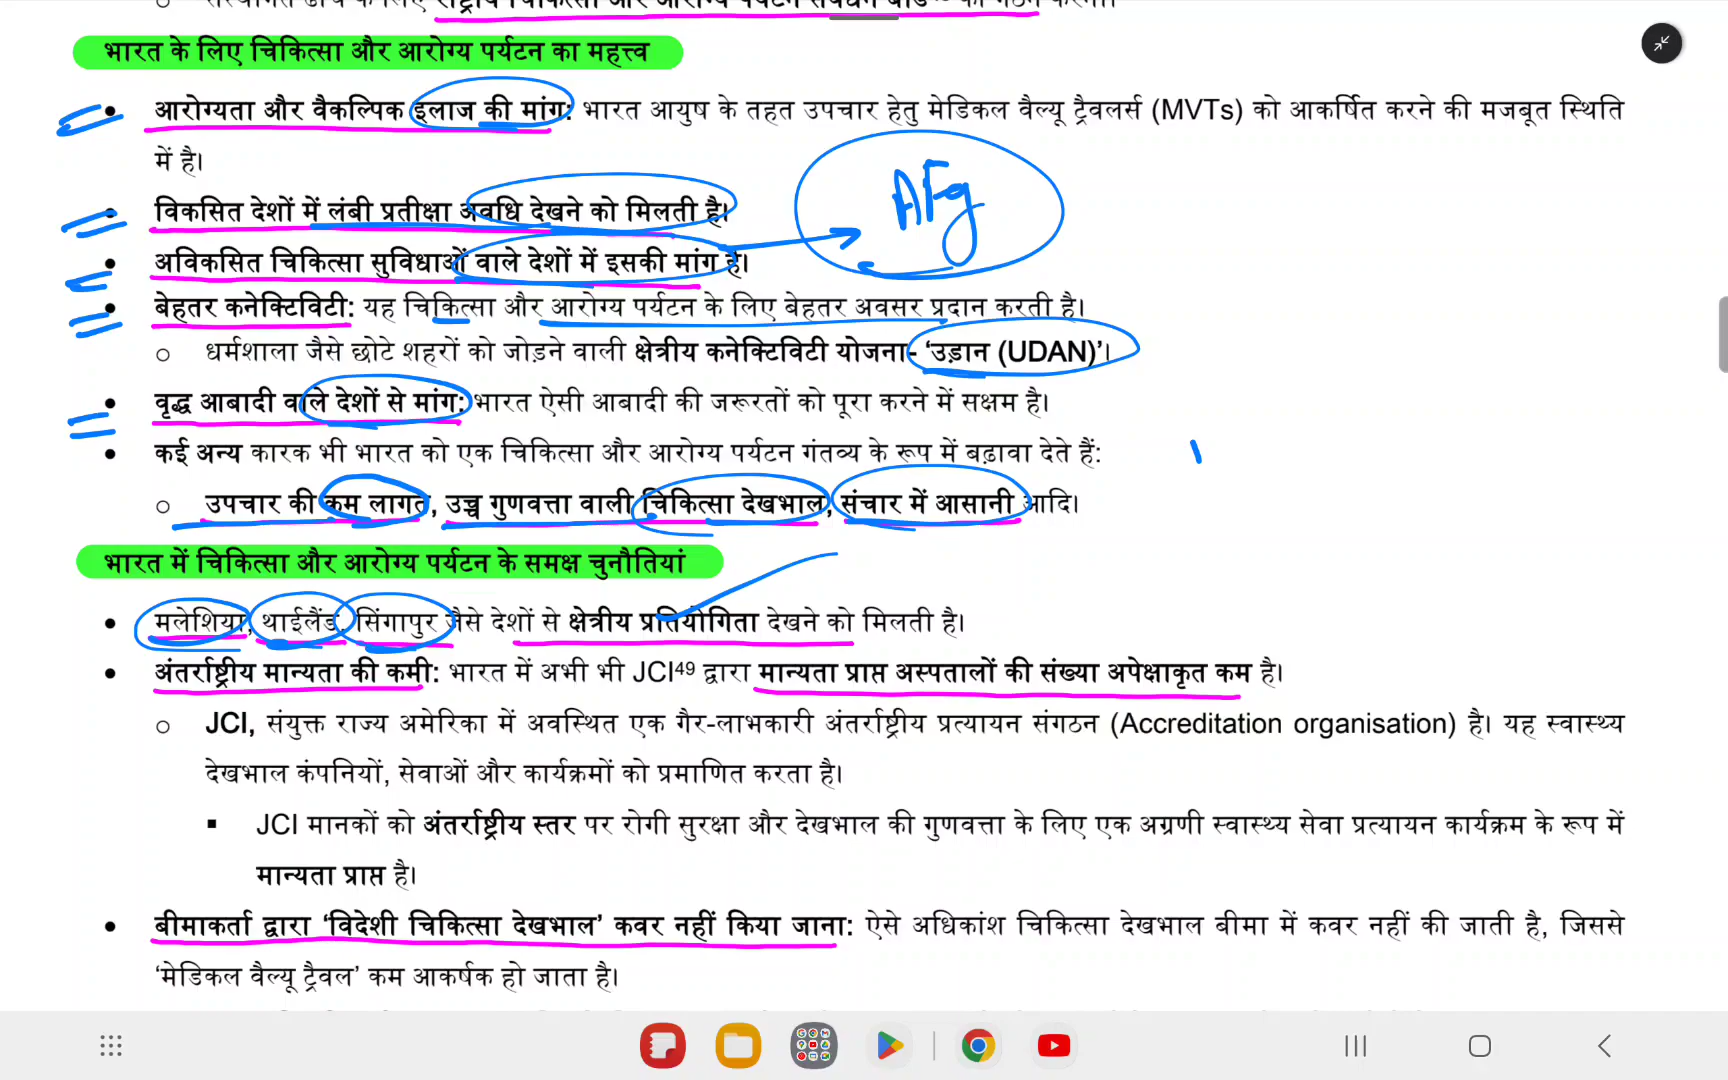 राष्ट्रीय चिकित्सा और आरोग्य पर्यटन संवर्धन बोर्ड
भारत के लिए चिकित्सा और आरोग्य पर्यटन का महत्त्व
• आरोग्यता और वैकल्पिक इलाज की मांग: भारत आयुष के तहत उपचार हेतु मेडिकल वैल्यू ट्रैवलर्स (MVTs) को आकर्षित करने की मजबूत स्थिति
में है।
• विकसित देशों में लंबी प्रतीक्षा अवधि देखने को मिलती है।
AFg
• अविकसित चिकित्सा सुविधाओं वाले देशों में इसकी मांग है।
• बेहतर कनेक्टिविटी: यह चिकित्सा और आरोग्य पर्यटन के लिए बेहतर अवसर प्रदान करती है।
o धर्मशाला जैसे छोटे शहरों को जोड़ने वाली क्षेत्रीय कनेक्टिविटी योजना- ‘उड़ान (UDAN)’।
• वृद्ध आबादी वाले देशों से मांग: भारत ऐसी आबादी की जरूरतों को पूरा करने में सक्षम है।
• कई अन्य कारक भी भारत को एक चिकित्सा और आरोग्य पर्यटन गंतव्य के रूप में बढ़ावा देते हैं:
o उपचार की कम लागत, उच्च गुणवत्ता वाली चिकित्सा देखभाल, संचार में आसानी आदि।
भारत में चिकित्सा और आरोग्य पर्यटन के समक्ष चुनौतियां
• मलेशिया, थाईलैंड, सिंगापुर जैसे देशों से क्षेत्रीय प्रतियोगिता देखने को मिलती है।
• अंतर्राष्ट्रीय मान्यता की कमी: भारत में अभी भी JCI⁴⁹ द्वारा मान्यता प्राप्त अस्पतालों की संख्या अपेक्षाकृत कम है।
o JCI, संयुक्त राज्य अमेरिका में अवस्थित एक गैर-लाभकारी अंतर्राष्ट्रीय प्रत्यायन संगठन (Accreditation organisation) है। यह स्वास्थ्य
देखभाल कंपनियों, सेवाओं और कार्यक्रमों को प्रमाणित करता है।
▪ JCI मानकों को अंतर्राष्ट्रीय स्तर पर रोगी सुरक्षा और देखभाल की गुणवत्ता के लिए एक अग्रणी स्वास्थ्य सेवा प्रत्यायन कार्यक्रम के रूप में
मान्यता प्राप्त है।
• बीमाकर्ता द्वारा ‘विदेशी चिकित्सा देखभाल’ कवर नहीं किया जाना: ऐसे अधिकांश चिकित्सा देखभाल बीमा में कवर नहीं की जाती है, जिससे
‘मेडिकल वैल्यू ट्रैवल’ कम आकर्षक हो जाता है।